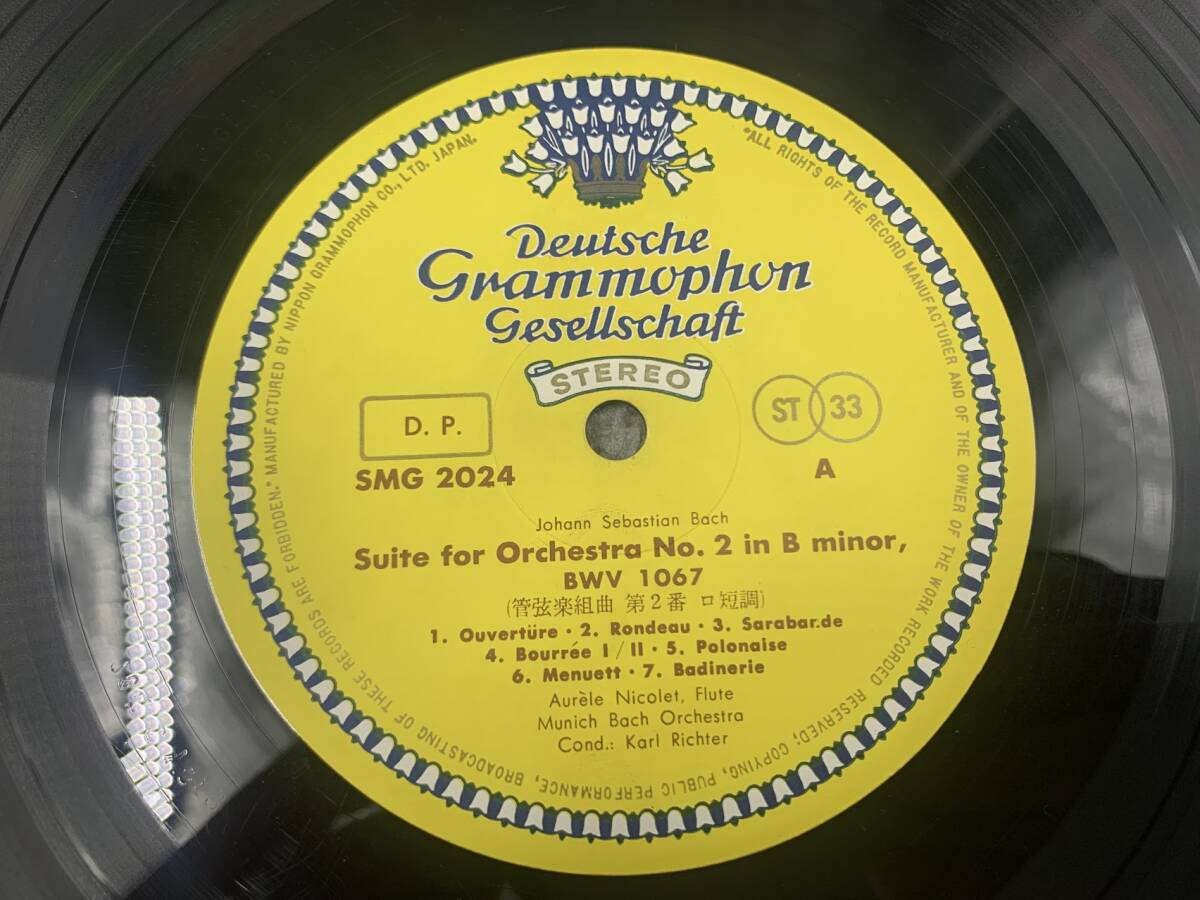 Deutsche
Grammophon
Gesellschaft
STEREO
D. P.
ST 33
SMG 2024
A
Johann Sebastian Bach
Suite for Orchestra No. 2 in B minor,
BWV 1067
(管弦楽組曲 第2番 ロ短調)
1. Ouvertüre · 2. Rondeau · 3. Sarabar.de
4. Bourrée I / II · 5. Polonaise
6. Menuett · 7. Badinerie
Aurèle Nicolet, Flute
Munich Bach Orchestra
Cond.: Karl Richter
*ALL RIGHTS OF THE RECORD MANUFACTURER AND OF THE OWNER OF THE WORK RECORDED RESERVED; COPYING, PUBLIC PERFORMANCE, BROADCASTING OF THESE RECORDS ARE FORBIDDEN.* MANUFACTURED BY NIPPON GRAMMOPHON CO., LTD. JAPAN.